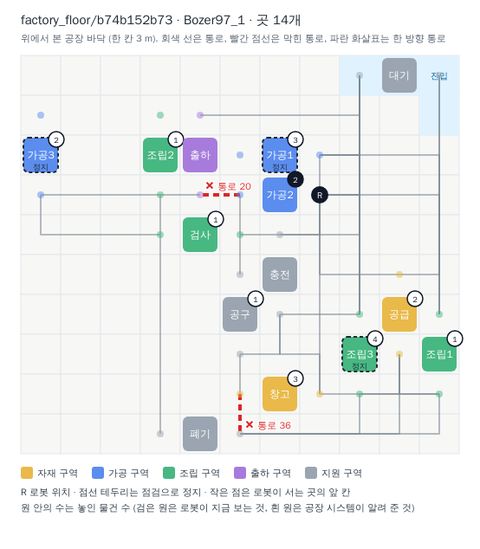 factory_floor/b74b152b73 · Bozer97_1 · 곳 14개
위에서 본 공장 바닥 (한 칸 3 m). 회색 선은 통로, 빨간 점선은 막힌 통로, 파란 화살표는 한 방향 통로
대기
전립
2
가공3
정지
1
조립2
출하
3
가공1
정지
2
가공2
R
✕ 통로 20
1
검사
충전
1
공구
2
공급
4
조립3
정지
1
조립1
3
창고
✕ 통로 36
폐기
자재 구역
가공 구역
조립 구역
출하 구역
지원 구역
R 로봇 위치 · 점선 테두리는 점검으로 정지 · 작은 점은 로봇이 서는 곳의 앞 칸
원 안의 수는 놓인 물건 수 (검은 원은 로봇이 지금 보는 것, 흰 원은 공장 시스템이 알려 준 것)